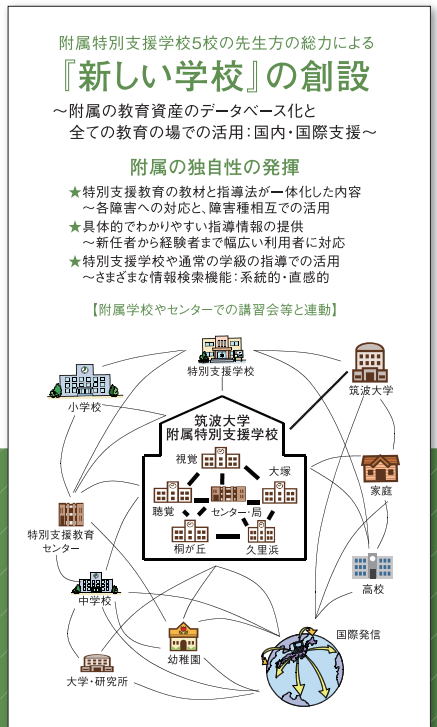 附属特別支援学校5校の先生方の総力による
『新しい学校』の創設
～附属の教育資産のデータベース化と
全ての教育の場での活用：国内・国際支援～
附属の独自性の発揮
★特別支援教育の教材と指導法が一体化した内容
～各障害への対応と、障害種相互での活用
★具体的でわかりやすい指導情報の提供
～新任者から経験者まで幅広い利用者に対応
★特別支援学校や通常の学級の指導での活用
～さまざまな情報検索機能：系統的・直感的
【附属学校やセンターでの講習会等と連動】
特別支援学校
筑波大学
小学校
筑波大学
附属特別支援学校
視覚
大塚
家庭
聴覚
センター・局
特別支援教育
センター
桐が丘
久里浜
高校
中学校
幼稚園
国際発信
大学・研究所